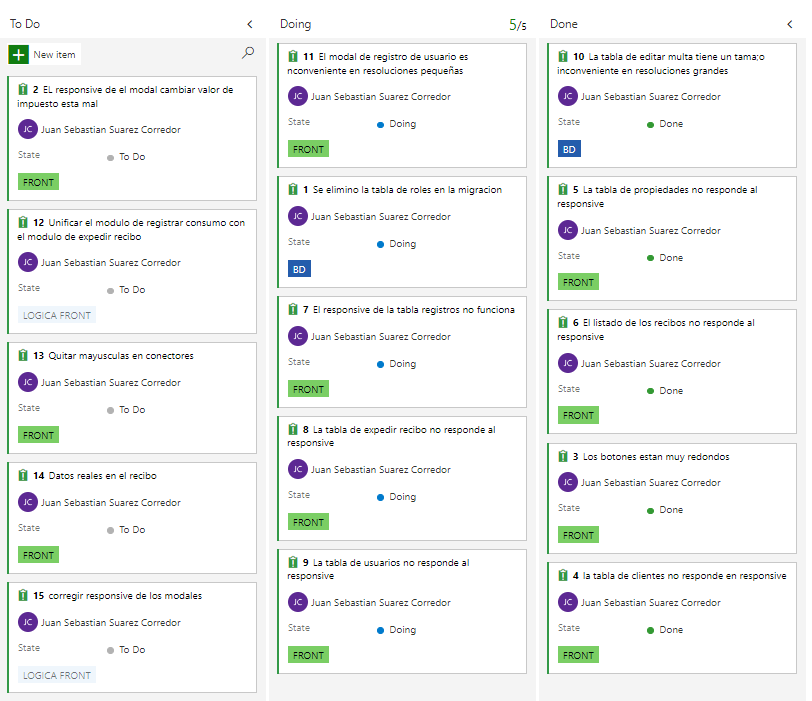 To Do
New item
2 EL responsive de el modal cambiar valor de
impuesto esta mal
JC Juan Sebastian Suarez Corredor
State To Do
FRONT
12 Unificar el modulo de registrar consumo con
el modulo de expedir recibo
JC Juan Sebastian Suarez Corredor
State To Do
LOGICA FRONT
13 Quitar mayusculas en conectores
JC Juan Sebastian Suarez Corredor
State To Do
FRONT
14 Datos reales en el recibo
JC Juan Sebastian Suarez Corredor
State To Do
FRONT
15 corregir responsive de los modales
JC Juan Sebastian Suarez Corredor
State To Do
LOGICA FRONT
Doing 5/5
11 El modal de registro de usuario es
nconveniente en resoluciones pequeñas
JC Juan Sebastian Suarez Corredor
State Doing
FRONT
1 Se elimino la tabla de roles en la migracion
JC Juan Sebastian Suarez Corredor
State Doing
BD
7 El responsive de la tabla registros no funciona
JC Juan Sebastian Suarez Corredor
State Doing
FRONT
8 La tabla de expedir recibo no responde al
responsive
JC Juan Sebastian Suarez Corredor
State Doing
FRONT
9 La tabla de usuarios no responde al
responsive
JC Juan Sebastian Suarez Corredor
State Doing
FRONT
Done
10 La tabla de editar multa tiene un tama;o
inconveniente en resoluciones grandes
JC Juan Sebastian Suarez Corredor
State Done
BD
5 La tabla de propiedades no responde al
responsive
JC Juan Sebastian Suarez Corredor
State Done
FRONT
6 El listado de los recibos no responde al
responsive
JC Juan Sebastian Suarez Corredor
State Done
FRONT
3 Los botones estan muy redondos
JC Juan Sebastian Suarez Corredor
State Done
FRONT
4 la tabla de clientes no responde en responsive
JC Juan Sebastian Suarez Corredor
State Done
FRONT